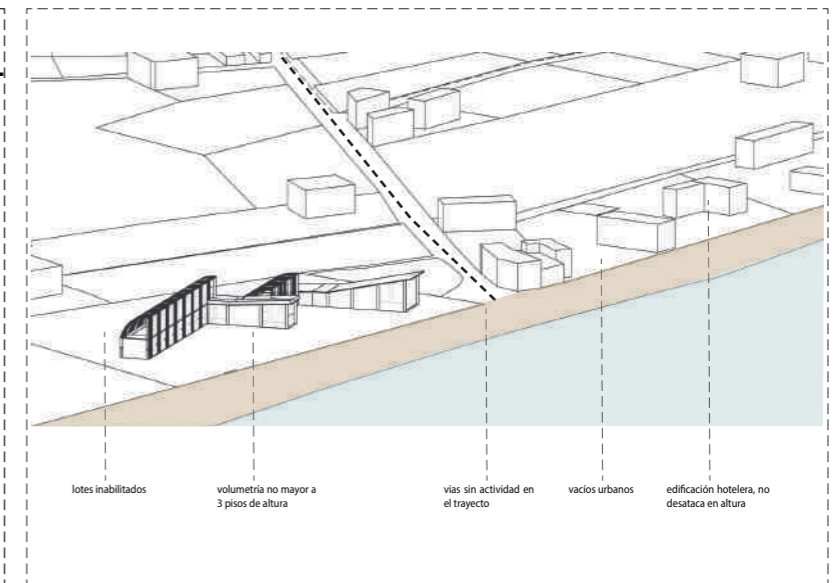 lotes inabilitados
volumetría no mayor a
3 pisos de altura
vias sin actividad en
el trayecto
vacíos urbanos
edificación hotelera, no
desataca en altura